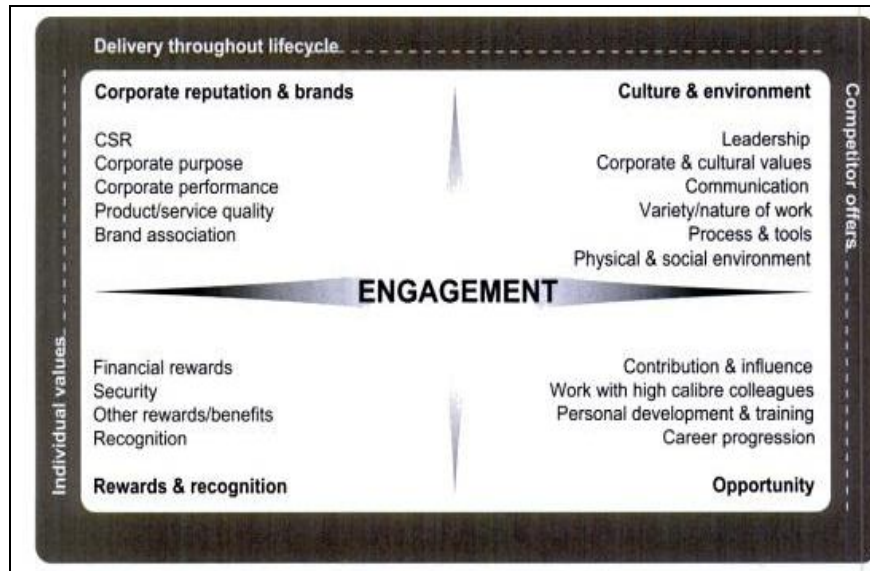 Delivery throughout lifecycle
Corporate reputation & brands
CSR
Corporate purpose
Corporate performance
Product/service quality
Brand association
Culture & environment
Leadership
Corporate & cultural values
Communication
Variety/nature of work
Process & tools
Physical & social environment
ENGAGEMENT
Financial rewards
Security
Other rewards/benefits
Recognition
Rewards & recognition
Contribution & influence
Work with high calibre colleagues
Personal development & training
Career progression
Opportunity
Individual values
Competitor offers